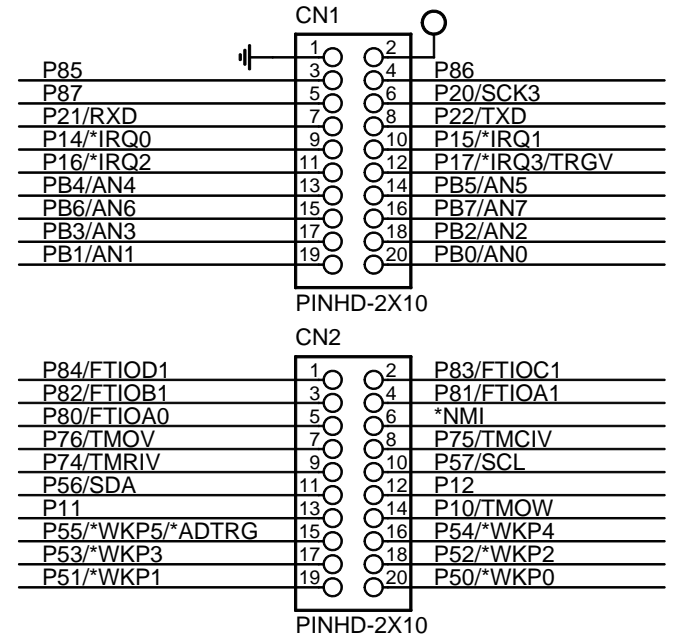 CN1
1 2
P85 3 4 P86
P87 5 6 P20/SCK3
P21/RXD 7 8 P22/TXD
P14/*IRQ0 9 10 P15/*IRQ1
P16/*IRQ2 11 12 P17/*IRQ3/TRGV
PB4/AN4 13 14 PB5/AN5
PB6/AN6 15 16 PB7/AN7
PB3/AN3 17 18 PB2/AN2
PB1/AN1 19 20 PB0/AN0
PINHD-2X10
CN2
P84/FTIOD1 1 2 P83/FTIOC1
P82/FTIOB1 3 4 P81/FTIOA1
P80/FTIOA0 5 6 *NMI
P76/TMOV 7 8 P75/TMCIV
P74/TMRIV 9 10 P57/SCL
P56/SDA 11 12 P12
P11 13 14 P10/TMOW
P55/*WKP5/*ADTRG 15 16 P54/*WKP4
P53/*WKP3 17 18 P52/*WKP2
P51/*WKP1 19 20 P50/*WKP0
PINHD-2X10